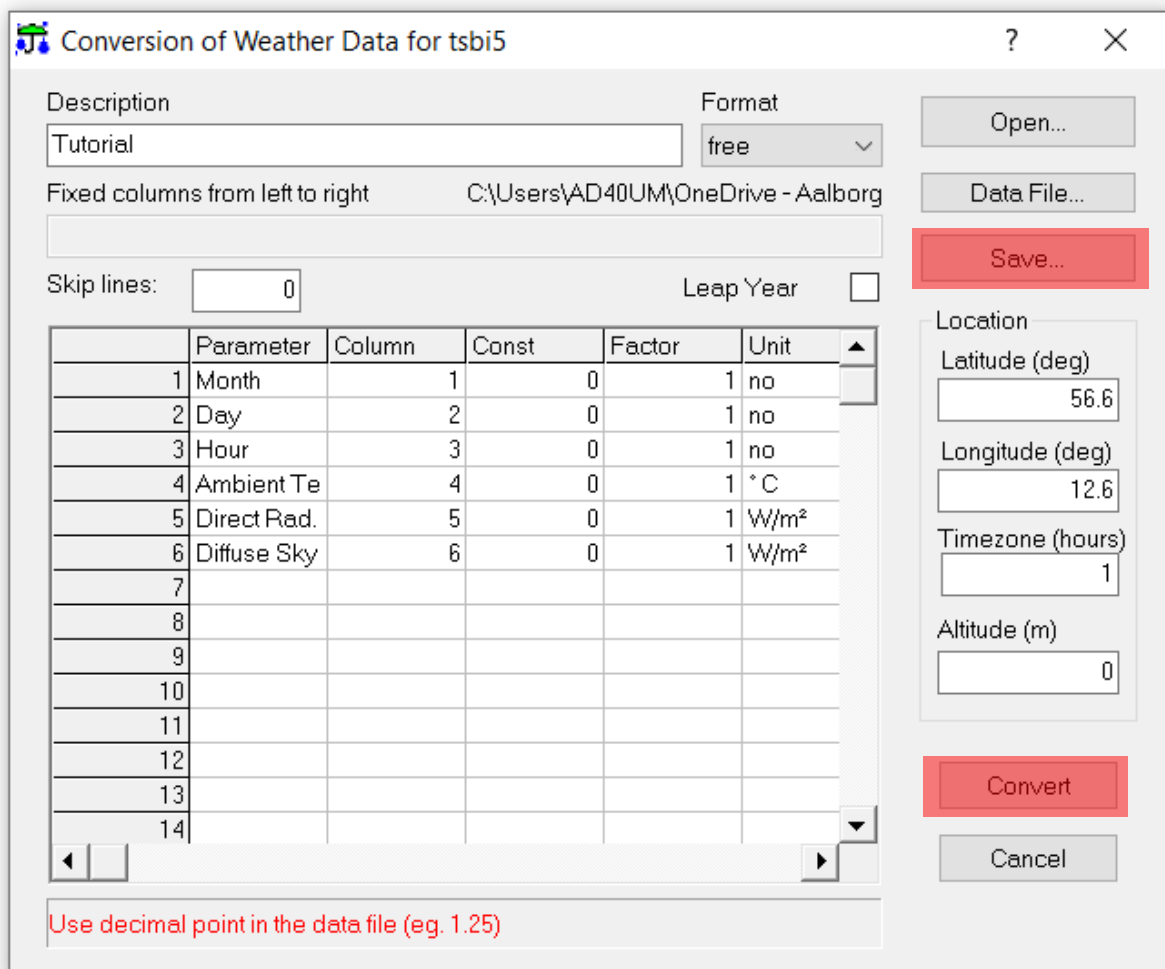 Conversion of Weather Data for tsbi5 ?
Description Format
Open...
Tutorial free
Fixed columns from left to right C:\Users\AD40UM\OneDrive - Aalborg
Data File...
Save...
Skip lines: 0 Leap Year
Location
Parameter Column Const Factor Unit
Latitude (deg)
1 Month 1 0 1 no
56.6
2 Day 2 0 1 no
3 Hour 3 0 1 no
Longitude (deg)
4 Ambient Te 4 0 1 °C
12.6
5 Direct Rad. 5 0 1 W/m²
Timezone (hours)
6 Diffuse Sky 6 0 1 W/m²
1
7
8
Altitude (m)
9
0
10
11
12
Convert
13
14
Cancel
Use decimal point in the data file (eg. 1.25)